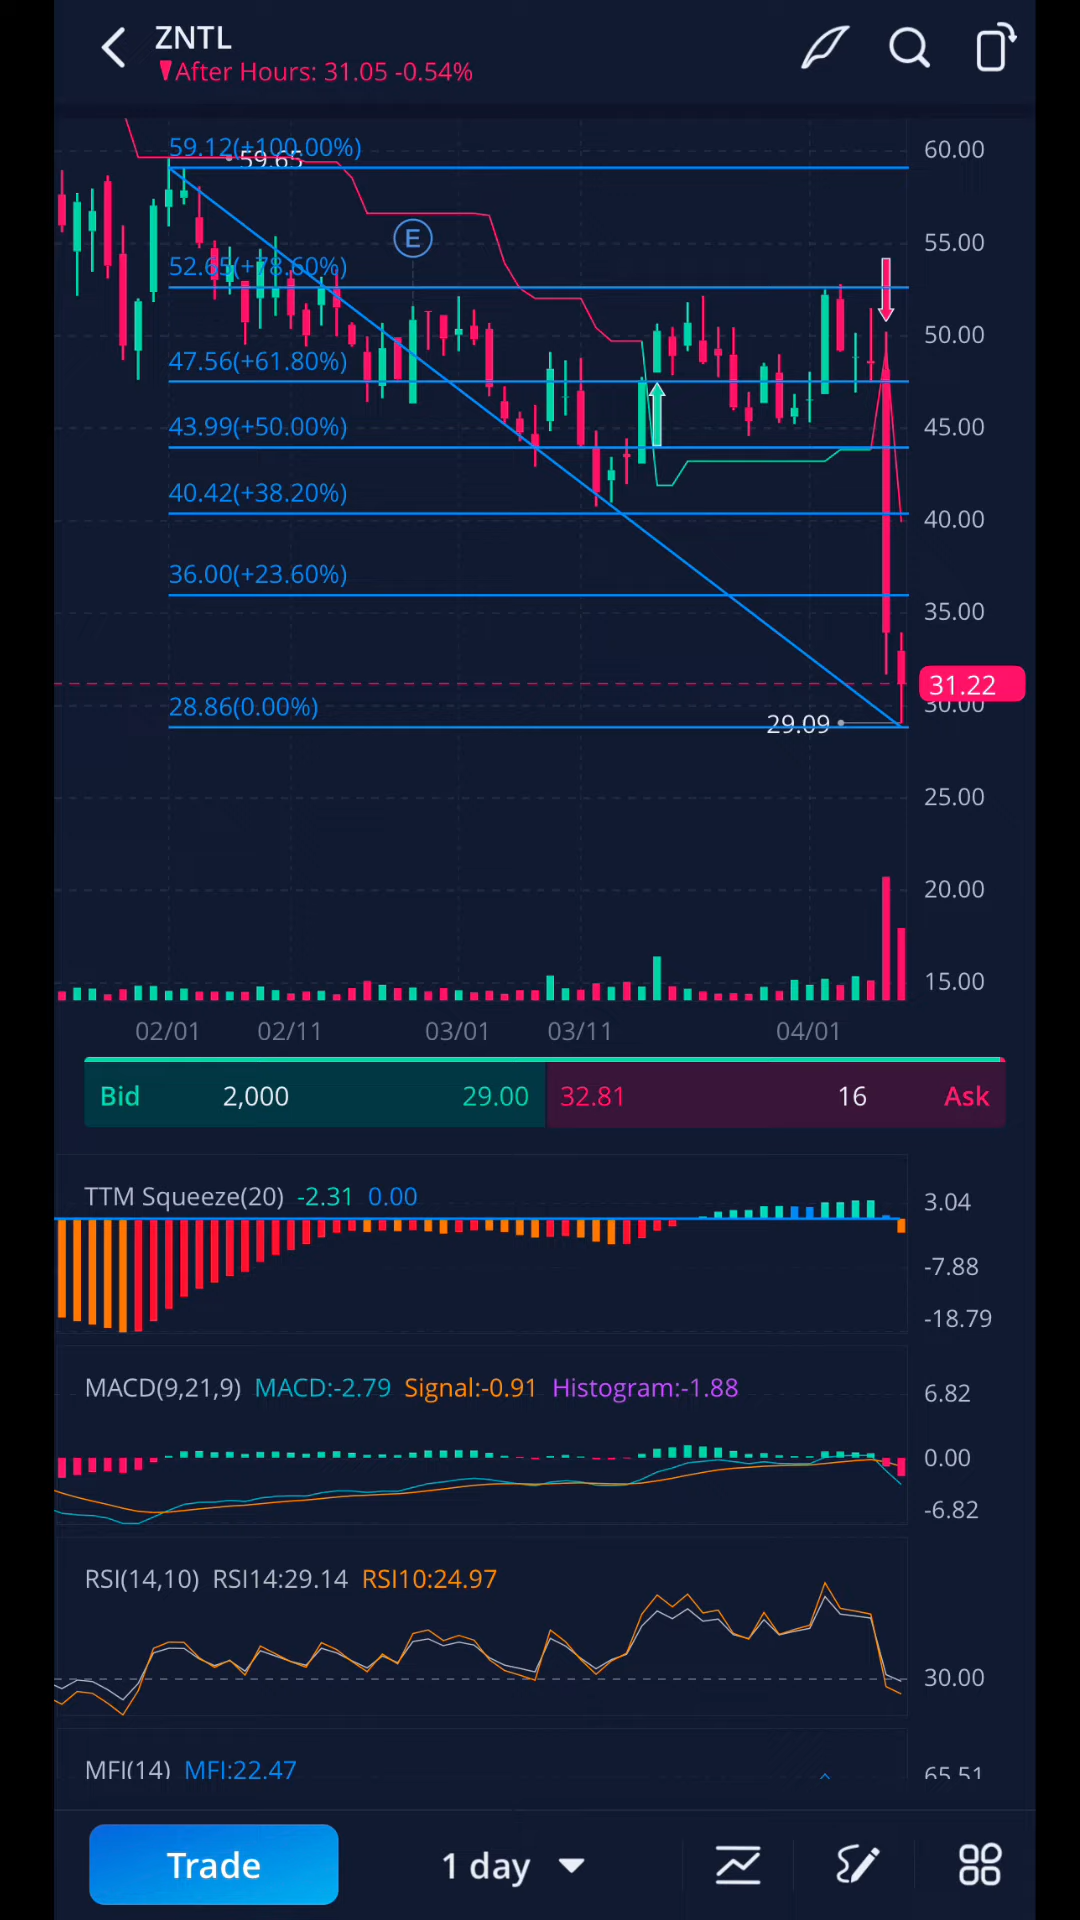 ZNTL
After Hours: 31.05 -0.54%
59.12(+100.00%)
59.65
60.00
E
55.00
52.65(+78.60%)
50.00
47.56(+61.80%)
43.99(+50.00%)
45.00
40.42(+38.20%)
40.00
36.00(+23.60%)
35.00
31.22
28.86(0.00%)
30.00
29.09
25.00
20.00
15.00
02/01 02/11 03/01 03/11 04/01
Bid 2,000 29.00 32.81 16 Ask
TTM Squeeze(20) -2.31 0.00
3.04
-7.88
-18.79
MACD(9,21,9) MACD:-2.79 Signal:-0.91 Histogram:-1.88
6.82
0.00
-6.82
RSI(14,10) RSI14:29.14 RSI10:24.97
30.00
MFI(14) MFI:22.47
65.51
Trade 1 day